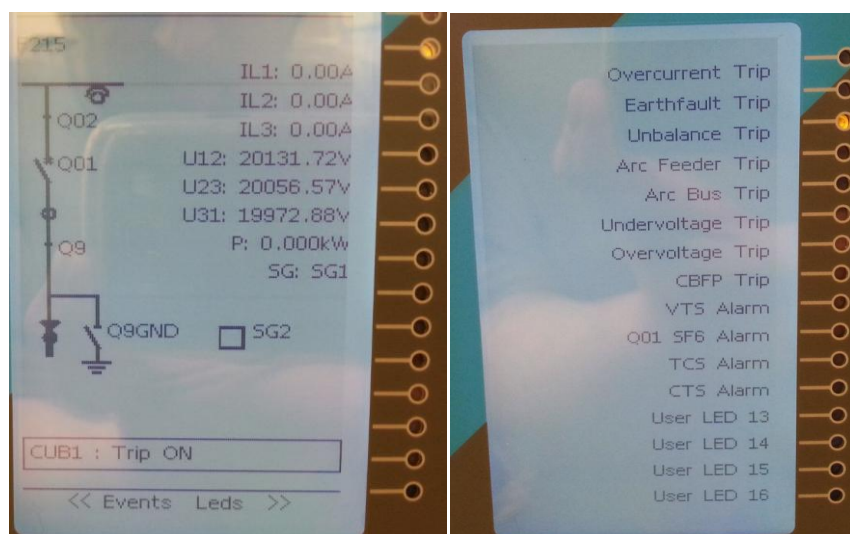 F215
IL1: 0.00A
IL2: 0.00A
Q02
IL3: 0.00A
Q01
U12: 20131.72V
U23: 20056.57V
U31: 19972.88V
Q9
P: 0.000kW
SG: SG1
Q9GND
SG2
CUB1 : Trip ON
<< Events Leds >>
Overcurrent Trip
Earthfault Trip
Unbalance Trip
Arc Feeder Trip
Arc Bus Trip
Undervoltage Trip
Overvoltage Trip
CBFP Trip
VTS Alarm
Q01 SF6 Alarm
TCS Alarm
CTS Alarm
User LED 13
User LED 14
User LED 15
User LED 16